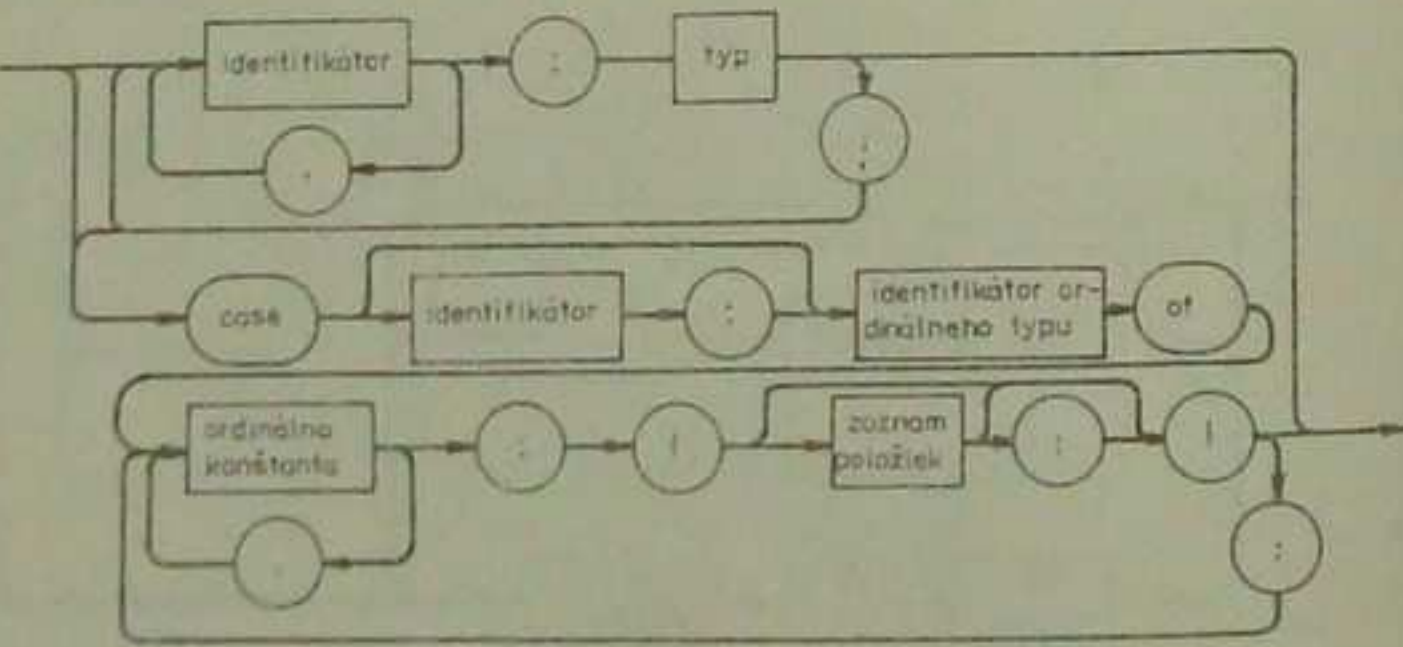 identifikátor
:
typ
,
;
case
identifikátor
:
identifikátor or-
dinálneho typu
of
ordinálna
konštanta
:
(
zoznam
položiek
;
)
,
;